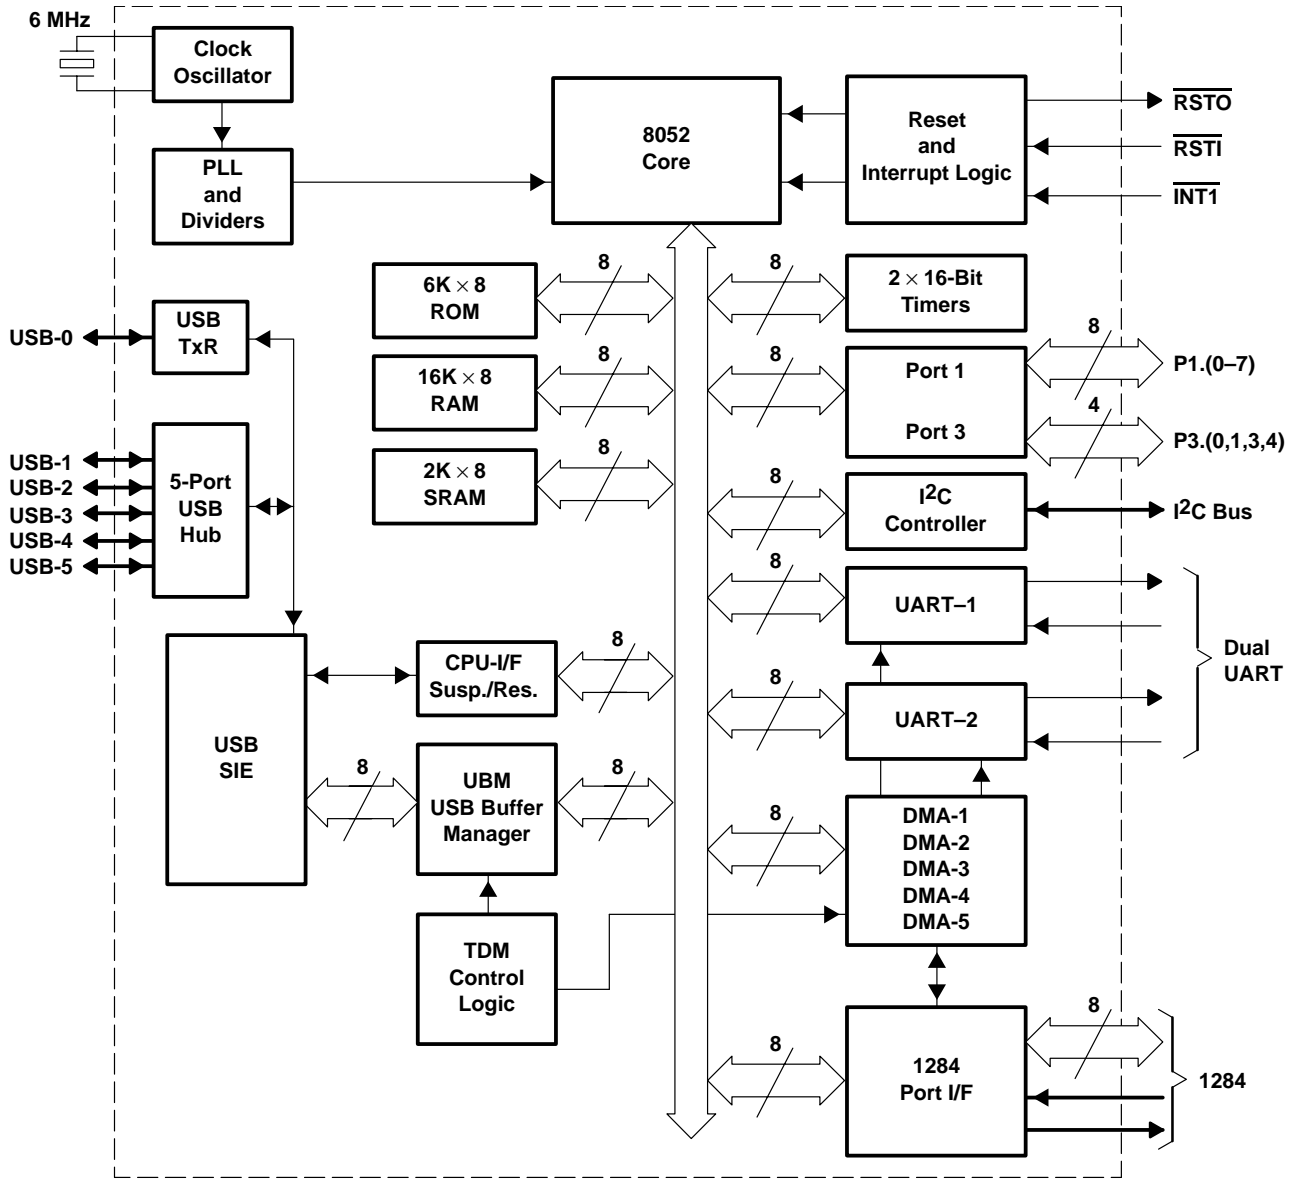 6 MHz
Clock
Oscillator
PLL
and
Dividers
8052
Core
Reset
and
Interrupt Logic
RSTO
RSTI
INT1
6K × 8
ROM
8
8
2 × 16-Bit
Timers
USB-0
USB
TxR
16K × 8
RAM
8
8
Port 1
Port 3
8
P1.(0–7)
4
P3.(0,1,3,4)
USB-1
USB-2
USB-3
USB-4
USB-5
5-Port
USB
Hub
2K × 8
SRAM
8
8
I²C
Controller
I²C Bus
8
UART–1
Dual
UART
USB
SIE
CPU-I/F
Susp./Res.
8
8
UART–2
8
UBM
USB Buffer
Manager
8
8
DMA-1
DMA-2
DMA-3
DMA-4
DMA-5
TDM
Control
Logic
8
1284
Port I/F
8
1284